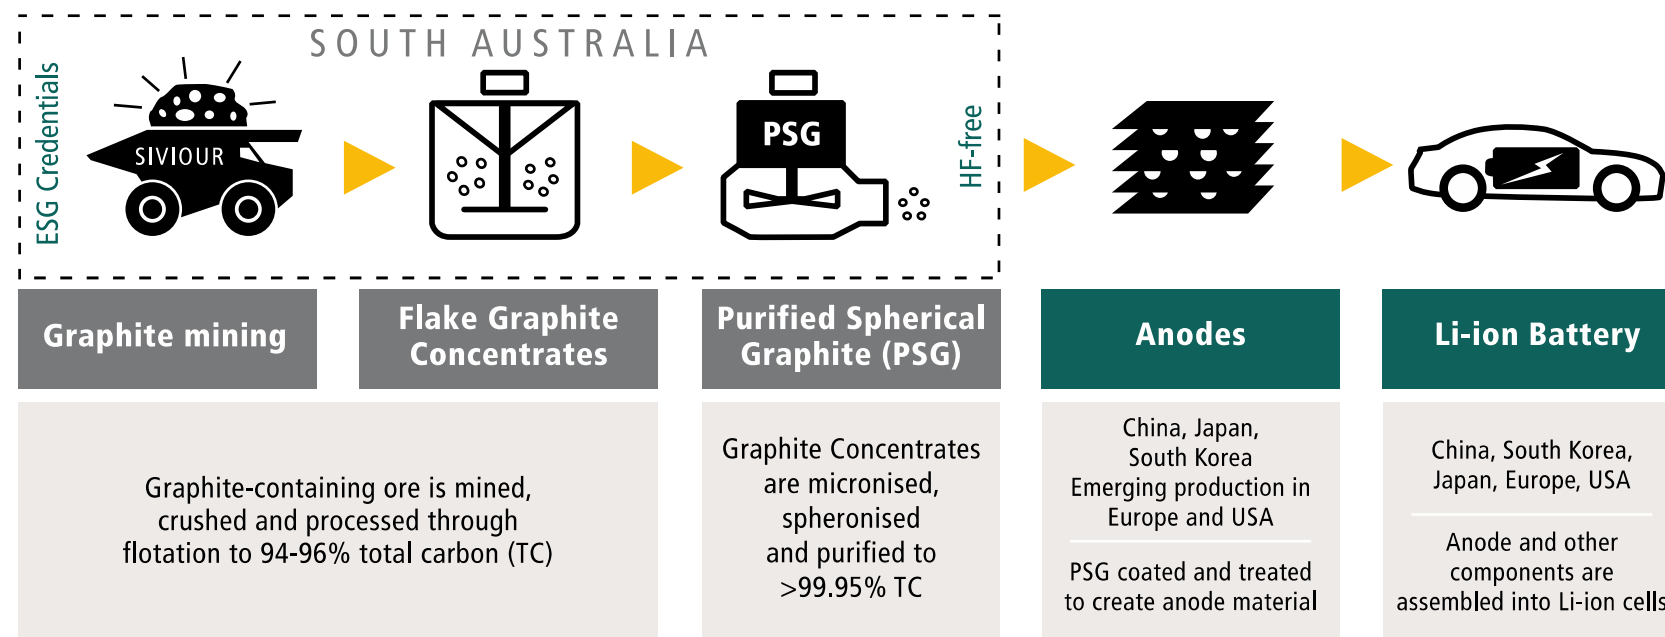 SOUTH AUSTRALIA
ESG Credentials
SIVIOUR
PSG
HF-free
Graphite mining
Flake Graphite
Concentrates
Purified Spherical
Graphite (PSG)
Anodes
Li-ion Battery
Graphite-containing ore is mined,
crushed and processed through
flotation to 94-96% total carbon (TC)
Graphite Concentrates
are micronised,
spheronised
and purified to
>99.95% TC
China, Japan,
South Korea
Emerging production in
Europe and USA
PSG coated and treated
to create anode material
China, South Korea,
Japan, Europe, USA
Anode and other
components are
assembled into Li-ion cells